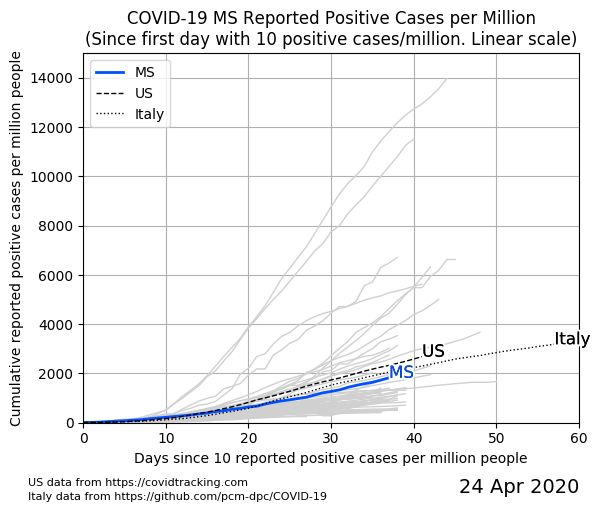 COVID-19 MS Reported Positive Cases per Million
(Since first day with 10 positive cases/million. Linear scale)
Cumulative reported positive cases per million people
14000
12000
10000
8000
6000
4000
2000
0
MS
US
Italy
Italy
US
MS
0 10 20 30 40 50 60
Days since 10 reported positive cases per million people
US data from https://covidtracking.com
Italy data from https://github.com/pcm-dpc/COVID-19
24 Apr 2020